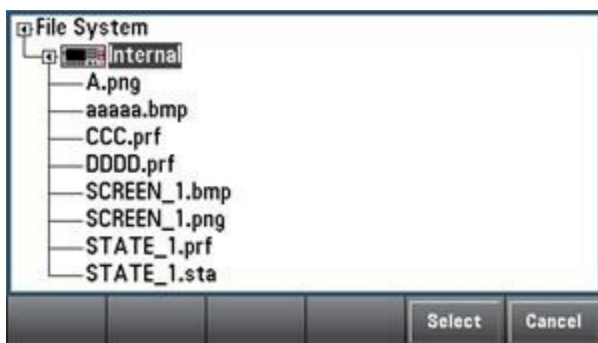 File System
Internal
A.png
aaaaa.bmp
CCC.prf
DDDD.prf
SCREEN_1.bmp
SCREEN_1.png
STATE_1.prf
STATE_1.sta
Select Cancel